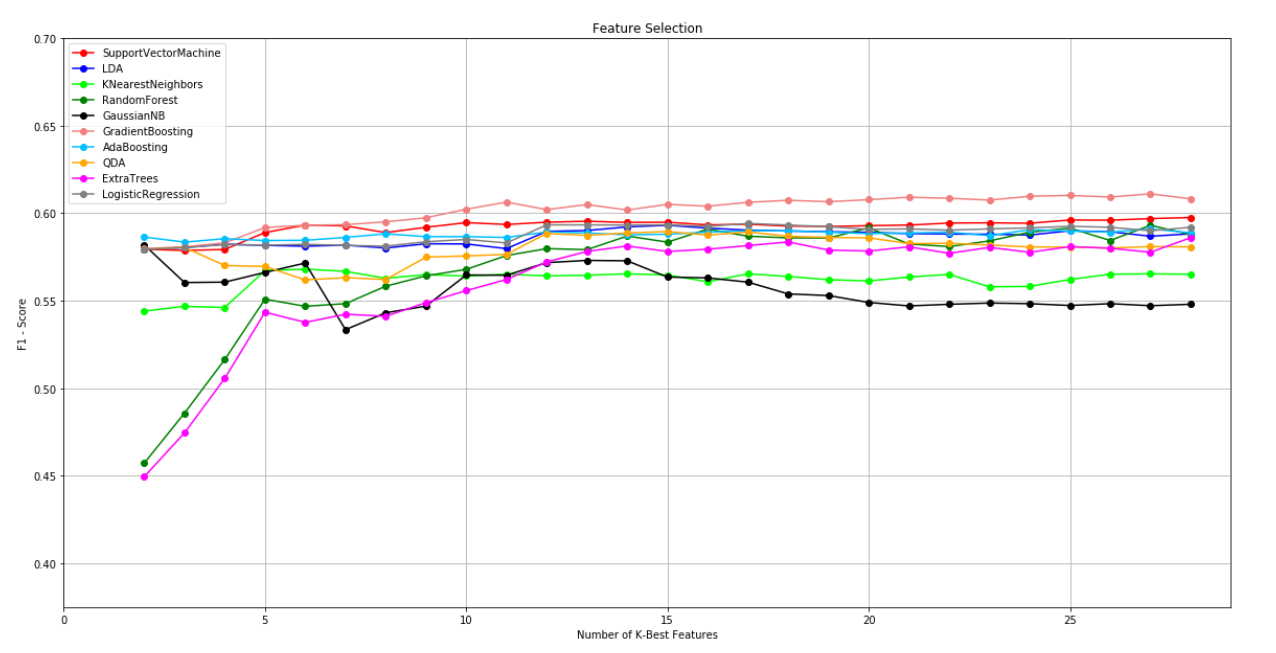 Feature Selection
0.70
0.65
0.60
0.55
0.50
0.45
0.40
F1 - Score
SupportVectorMachine
LDA
KNearestNeighbors
RandomForest
GaussianNB
GradientBoosting
AdaBoosting
QDA
ExtraTrees
LogisticRegression
0 5 10 15 20 25
Number of K-Best Features